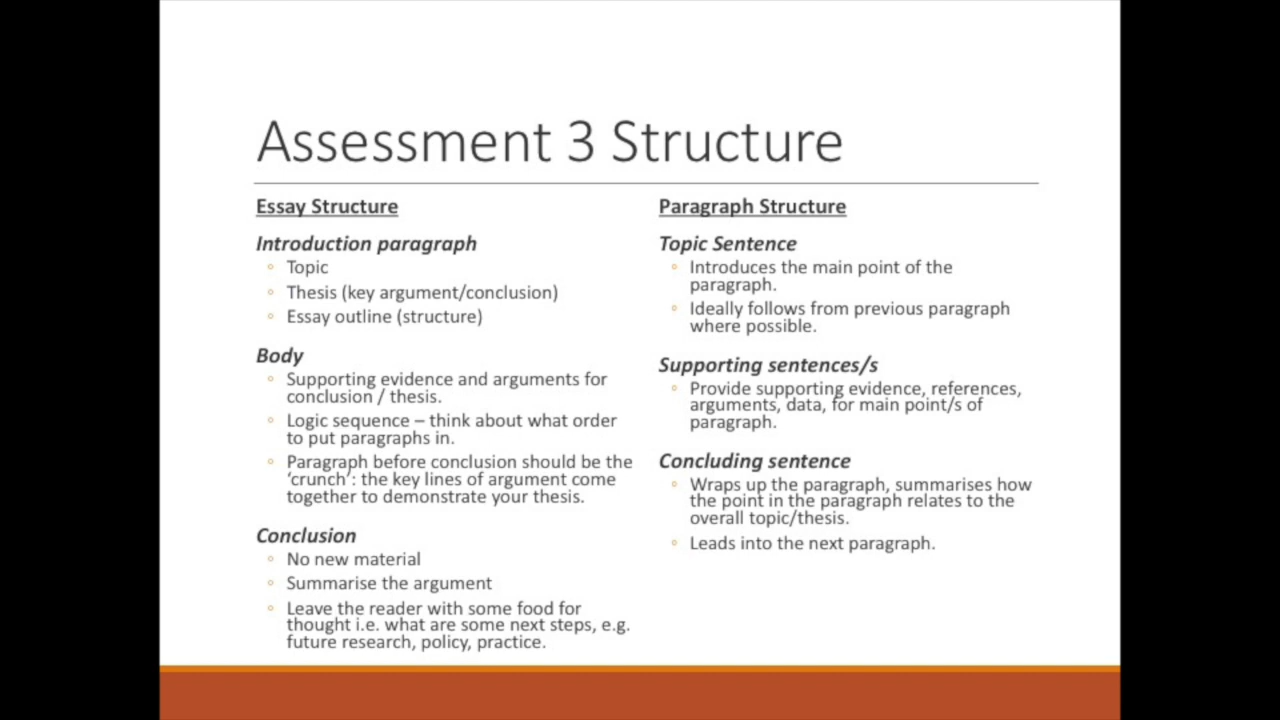 Assessment 3 Structure
Essay Structure
Introduction paragraph
Topic
Thesis (key argument/conclusion)
Essay outline (structure)
Body
Supporting evidence and arguments for
conclusion / thesis.
Logic sequence – think about what order
to put paragraphs in.
Paragraph before conclusion should be the
‘crunch’: the key lines of argument come
together to demonstrate your thesis.
Conclusion
No new material
Summarise the argument
Leave the reader with some food for
thought i.e. what are some next steps, e.g.
future research, policy, practice.
Paragraph Structure
Topic Sentence
Introduces the main point of the
paragraph.
Ideally follows from previous paragraph
where possible.
Supporting sentences/s
Provide supporting evidence, references,
arguments, data, for main point/s of
paragraph.
Concluding sentence
Wraps up the paragraph, summarises how
the point in the paragraph relates to the
overall topic/thesis.
Leads into the next paragraph.